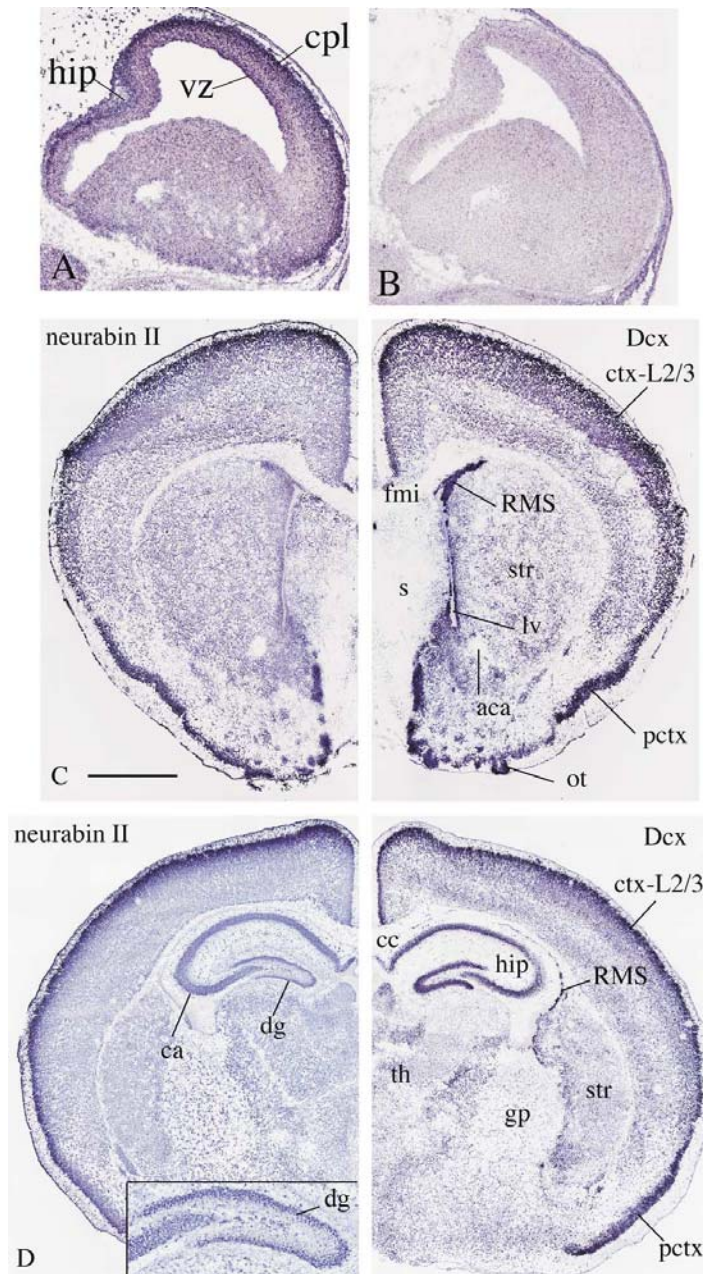 cpl
hip
vz
A
B
neurabin II
Dcx
ctx-L2/3
fmi
RMS
str
s
lv
aca
pctx
C
ot
neurabin II
Dcx
ctx-L2/3
cc
hip
RMS
dg
ca
th
str
gp
dg
D
pctx